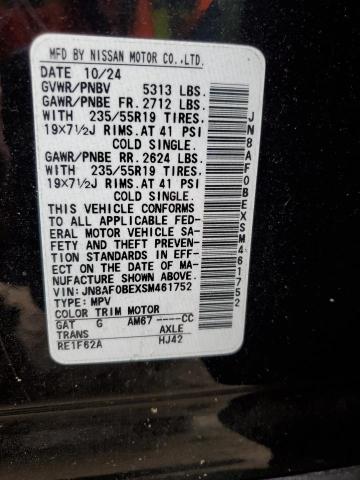 MFD BY NISSAN MOTOR CO.,LTD.
DATE 10/24
GVWR/PNBV 5313 LBS.
GAWR/PNBE FR. 2712 LBS.
WITH 235/55R19 TIRES.
19X7½J RIMS.AT 41 PSI
COLD SINGLE.
GAWR/PNBE RR. 2624 LBS.
WITH 235/55R19 TIRES.
19X7½J RIMS.AT 41 PSI
COLD SINGLE.
THIS VEHICLE CONFORMS
TO ALL APPLICABLE FED-
ERAL MOTOR VEHICLE SA-
FETY AND THEFT PREVEN-
TION STANDARDS IN EFF-
ECT ON THE DATE OF MA-
NUFACTURE SHOWN ABOVE.
VIN:JN8AF0BEXSM461752
TYPE: MPV
COLOR TRIM MOTOR
GAT G AM67 ----CC
TRANS AXLE
RE1F62A HJ42
JN8AF0BEXSM461752